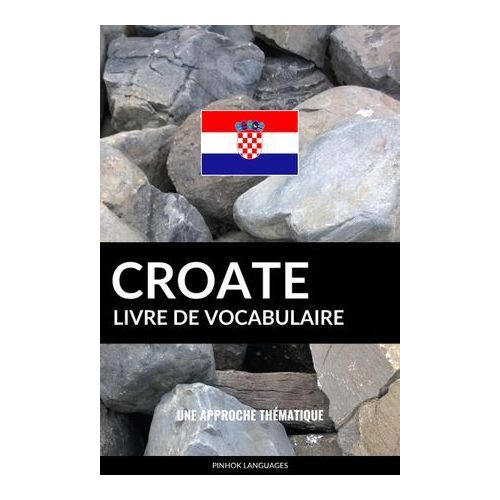 CROATE
LIVRE DE VOCABULAIRE
UNE APPROCHE THÉMATIQUE
PINHOK LANGUAGES